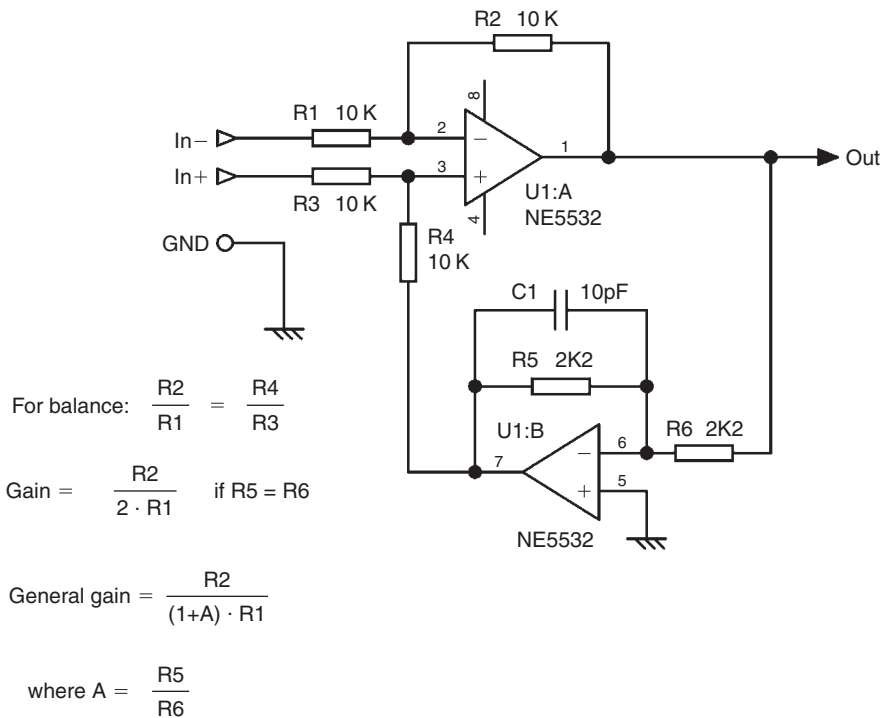 R2 10 K
R1 10 K
8
In−
2
−
1
Out
In+
3
+
R3 10 K
4
U1:A
NE5532
GND
R4
10 K
C1 10pF
R5 2K2
For balance: R2 = R4
R1 R3
U1:B
7
−
6
R6 2K2
+
5
Gain = R2 if R5 = R6
2 · R1
NE5532
General gain = R2
(1+A) · R1
where A = R5
R6